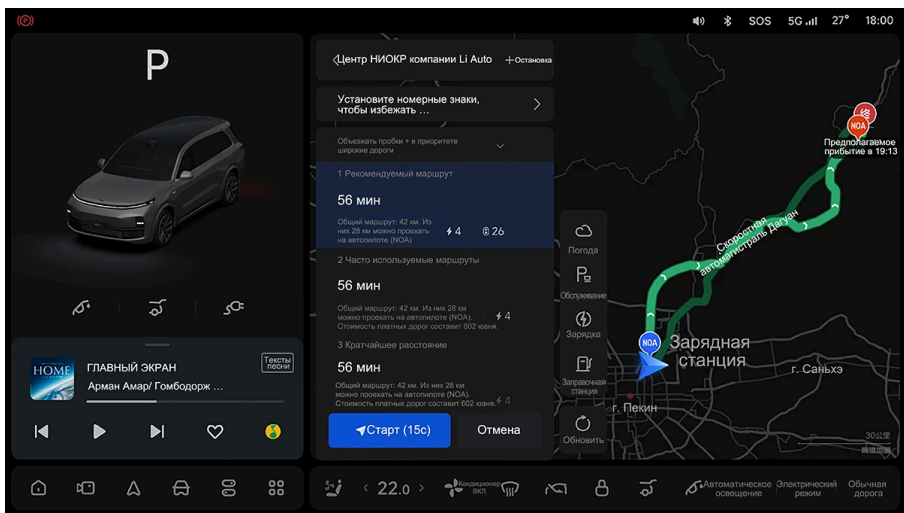 (P)
SOS
5G
27°
18:00
P
‹Центр НИОКР компании Li Auto
+Остановка
Установите номерные знаки,
чтобы избежать ...
Объезжать пробки + в приоритете
широкие дороги
1 Рекомендуемый маршрут
56 мин
Общий маршрут: 42 км. Из
них 28 км можно проехать
на автопилоте (NOA)
4
26
2 Часто используемые маршруты
56 мин
Общий маршрут: 42 км. Из них 28 км
можно проехать на автопилоте (NOA).
Стоимость платных дорог составит 602 юаня.
4
3 Кратчайшее расстояние
56 мин
Общий маршрут: 42 км. Из них 28 км
можно проехать на автопилоте (NOA).
Стоимость платных дорог составит 602 юаня.
4
Старт (15с)
Отмена
Погода
P
Обслуживание
Зарядка
Заправочная
станция
Обновить
终
NOA
Предполагаемое
прибытие в 19:13
Скоростная
автомагистраль Дагуан
NOA
Зарядная
станция
г. Саньхэ
г. Пекин
30公里
HOME
ГЛАВНЫЙ ЭКРАН
Арман Амар/ Гомбодорж ...
Тексты
песни
‹ 22.0 ›
Кондиционер
ВКЛ
Автоматическое
освещение
Электрический
режим
Обычная
дорога